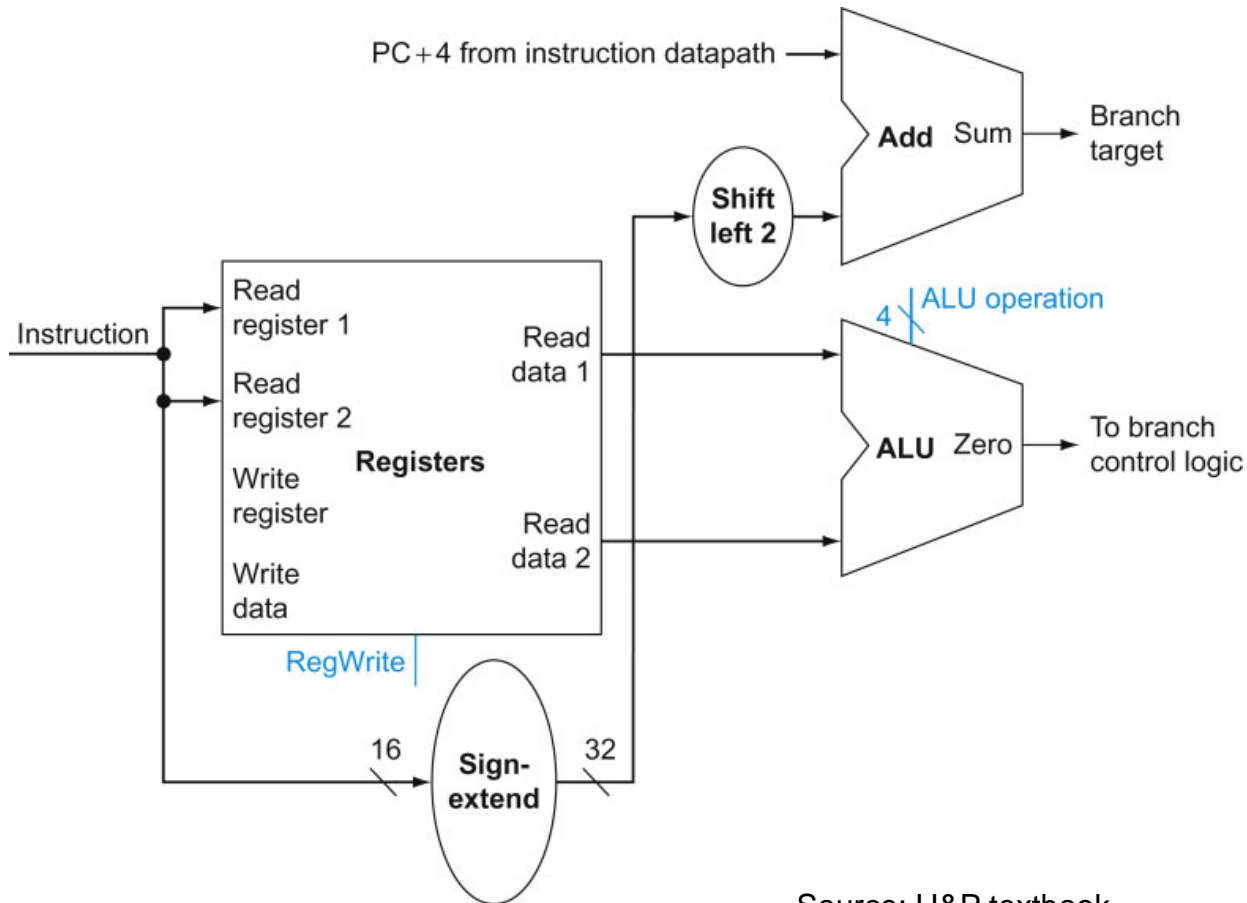 PC+4 from instruction datapath
Add Sum
Branch
target
Shift
left 2
Instruction
Read
register 1
Read
register 2
Write
register
Write
data
Registers
Read
data 1
Read
data 2
RegWrite
4
ALU operation
ALU Zero
To branch
control logic
16
Sign-
extend
32
Source: H&P textbook